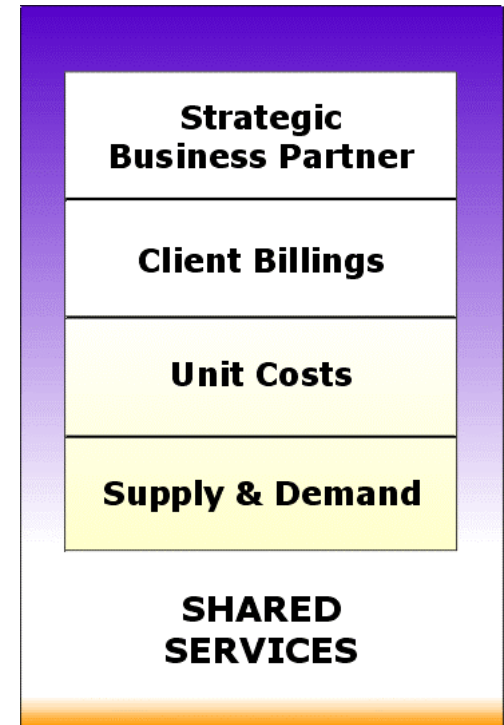 Strategic
Business Partner
Client Billings
Unit Costs
Supply & Demand
SHARED
SERVICES